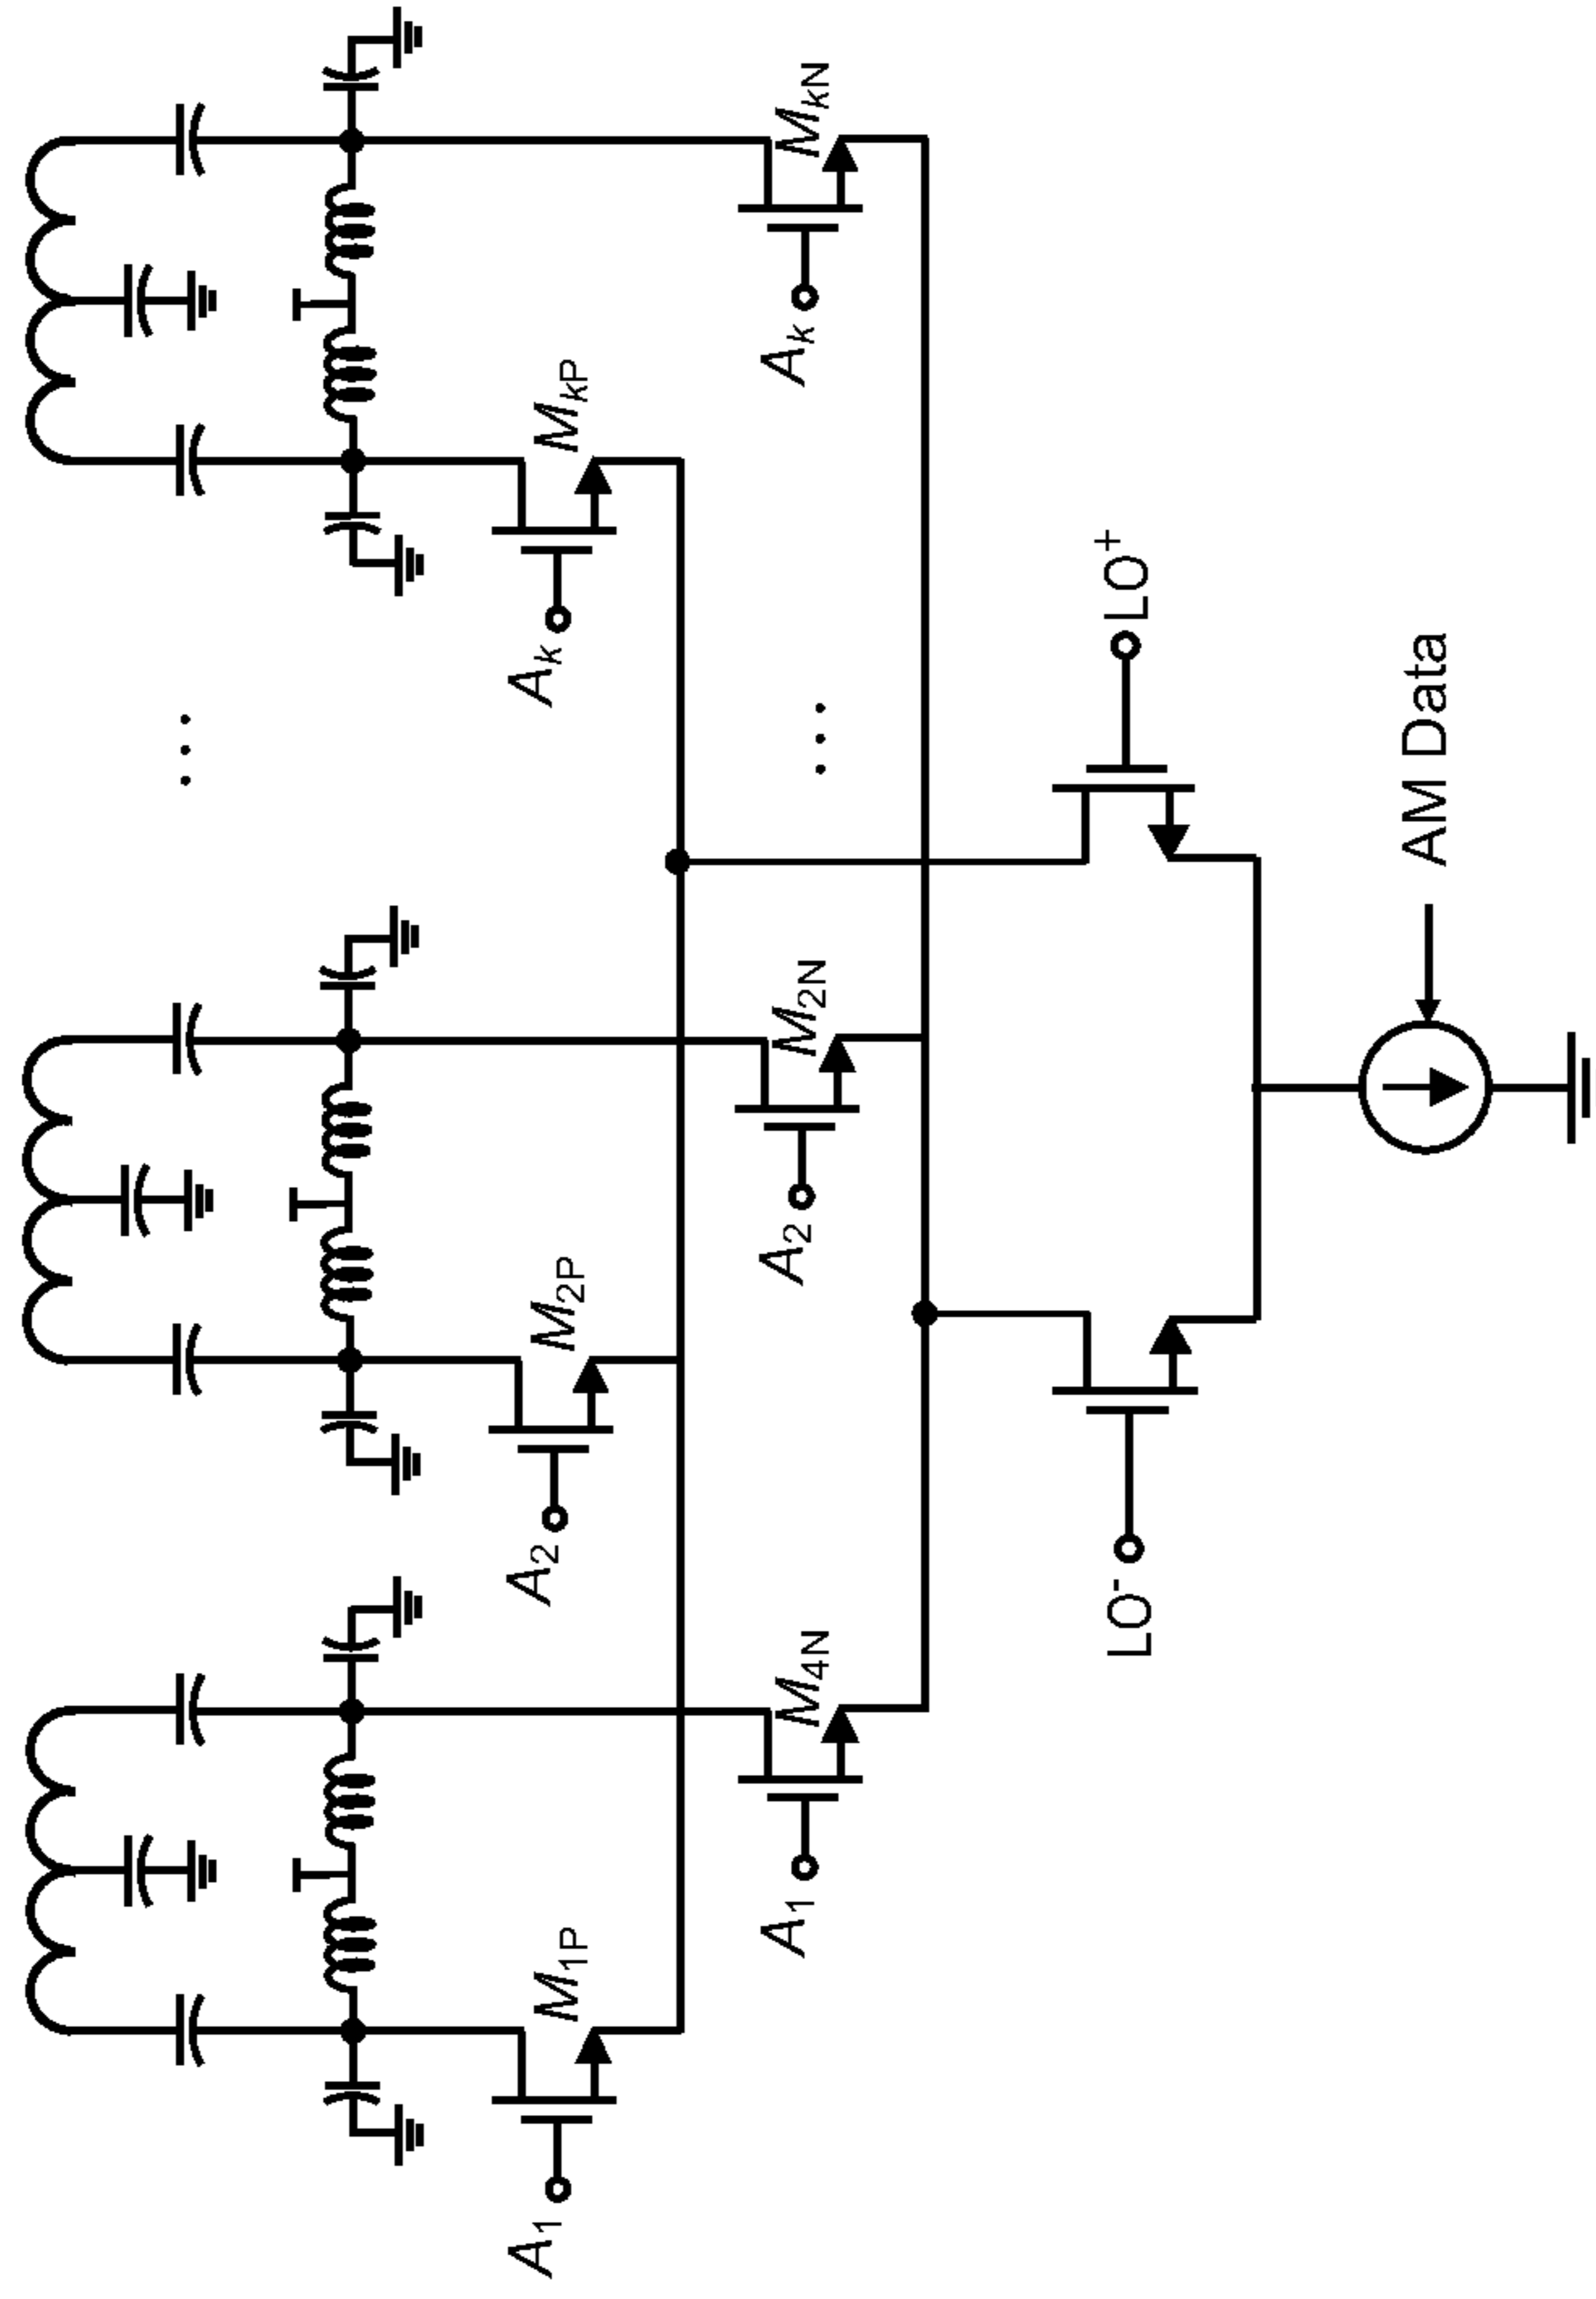 M₁P
A₁
M₄N
A₁
M₂P
A₂
M₂N
A₂
...
...
MₖP
Aₖ
MₖN
Aₖ
LO⁻
LO⁺
AM Data